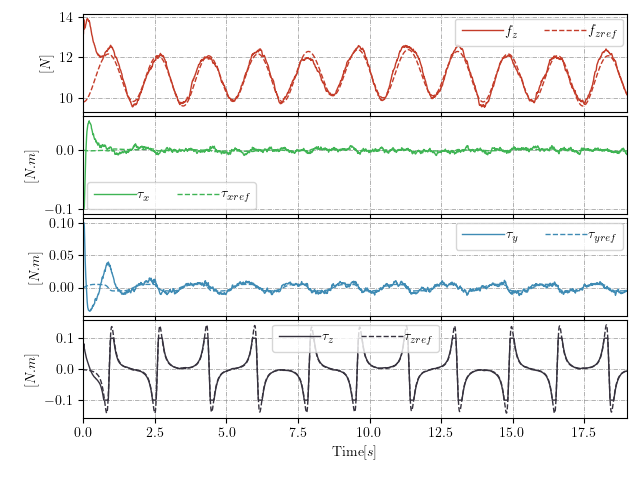 14
12
10
[N]
f_z f_zref
0.0
−0.1
[N.m]
τ_x τ_xref
0.10
0.05
0.00
[N.m]
τ_y τ_yref
0.1
0.0
−0.1
[N.m]
τ_z τ_zref
0.0 2.5 5.0 7.5 10.0 12.5 15.0 17.5
Time[s]